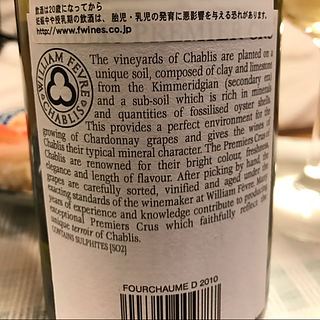 飲酒は20歳になってから
妊娠中や授乳期の飲酒は、胎児・乳児の発育に悪影響を与える恐れがあります。
http://www.fwines.co.jp
WILLIAM FÈVRE
CHABLIS
The vineyards of Chablis are planted on a
unique soil, composed of clay and limestone
from the Kimmeridgian (secondary era)
and a sub-soil which is rich in minerals
and quantities of fossilised oyster shells.
This provides a perfect environment for the
growing of Chardonnay grapes and gives the wines of
Chablis their typical mineral character. The Premiers Crus of
Chablis are renowned for their bright colour, freshness,
elegance and length of flavour. After picking by hand, the
grapes are carefully sorted, vinified and aged under the
exacting standards of the winemaker at William Fèvre. Many
years of experience and knowledge contribute to producing
exceptional Premiers Crus which faithfully reflect the
unique terroir of Chablis.
CONTAINS SULPHITES [SO2]
FOURCHAUME D 2010